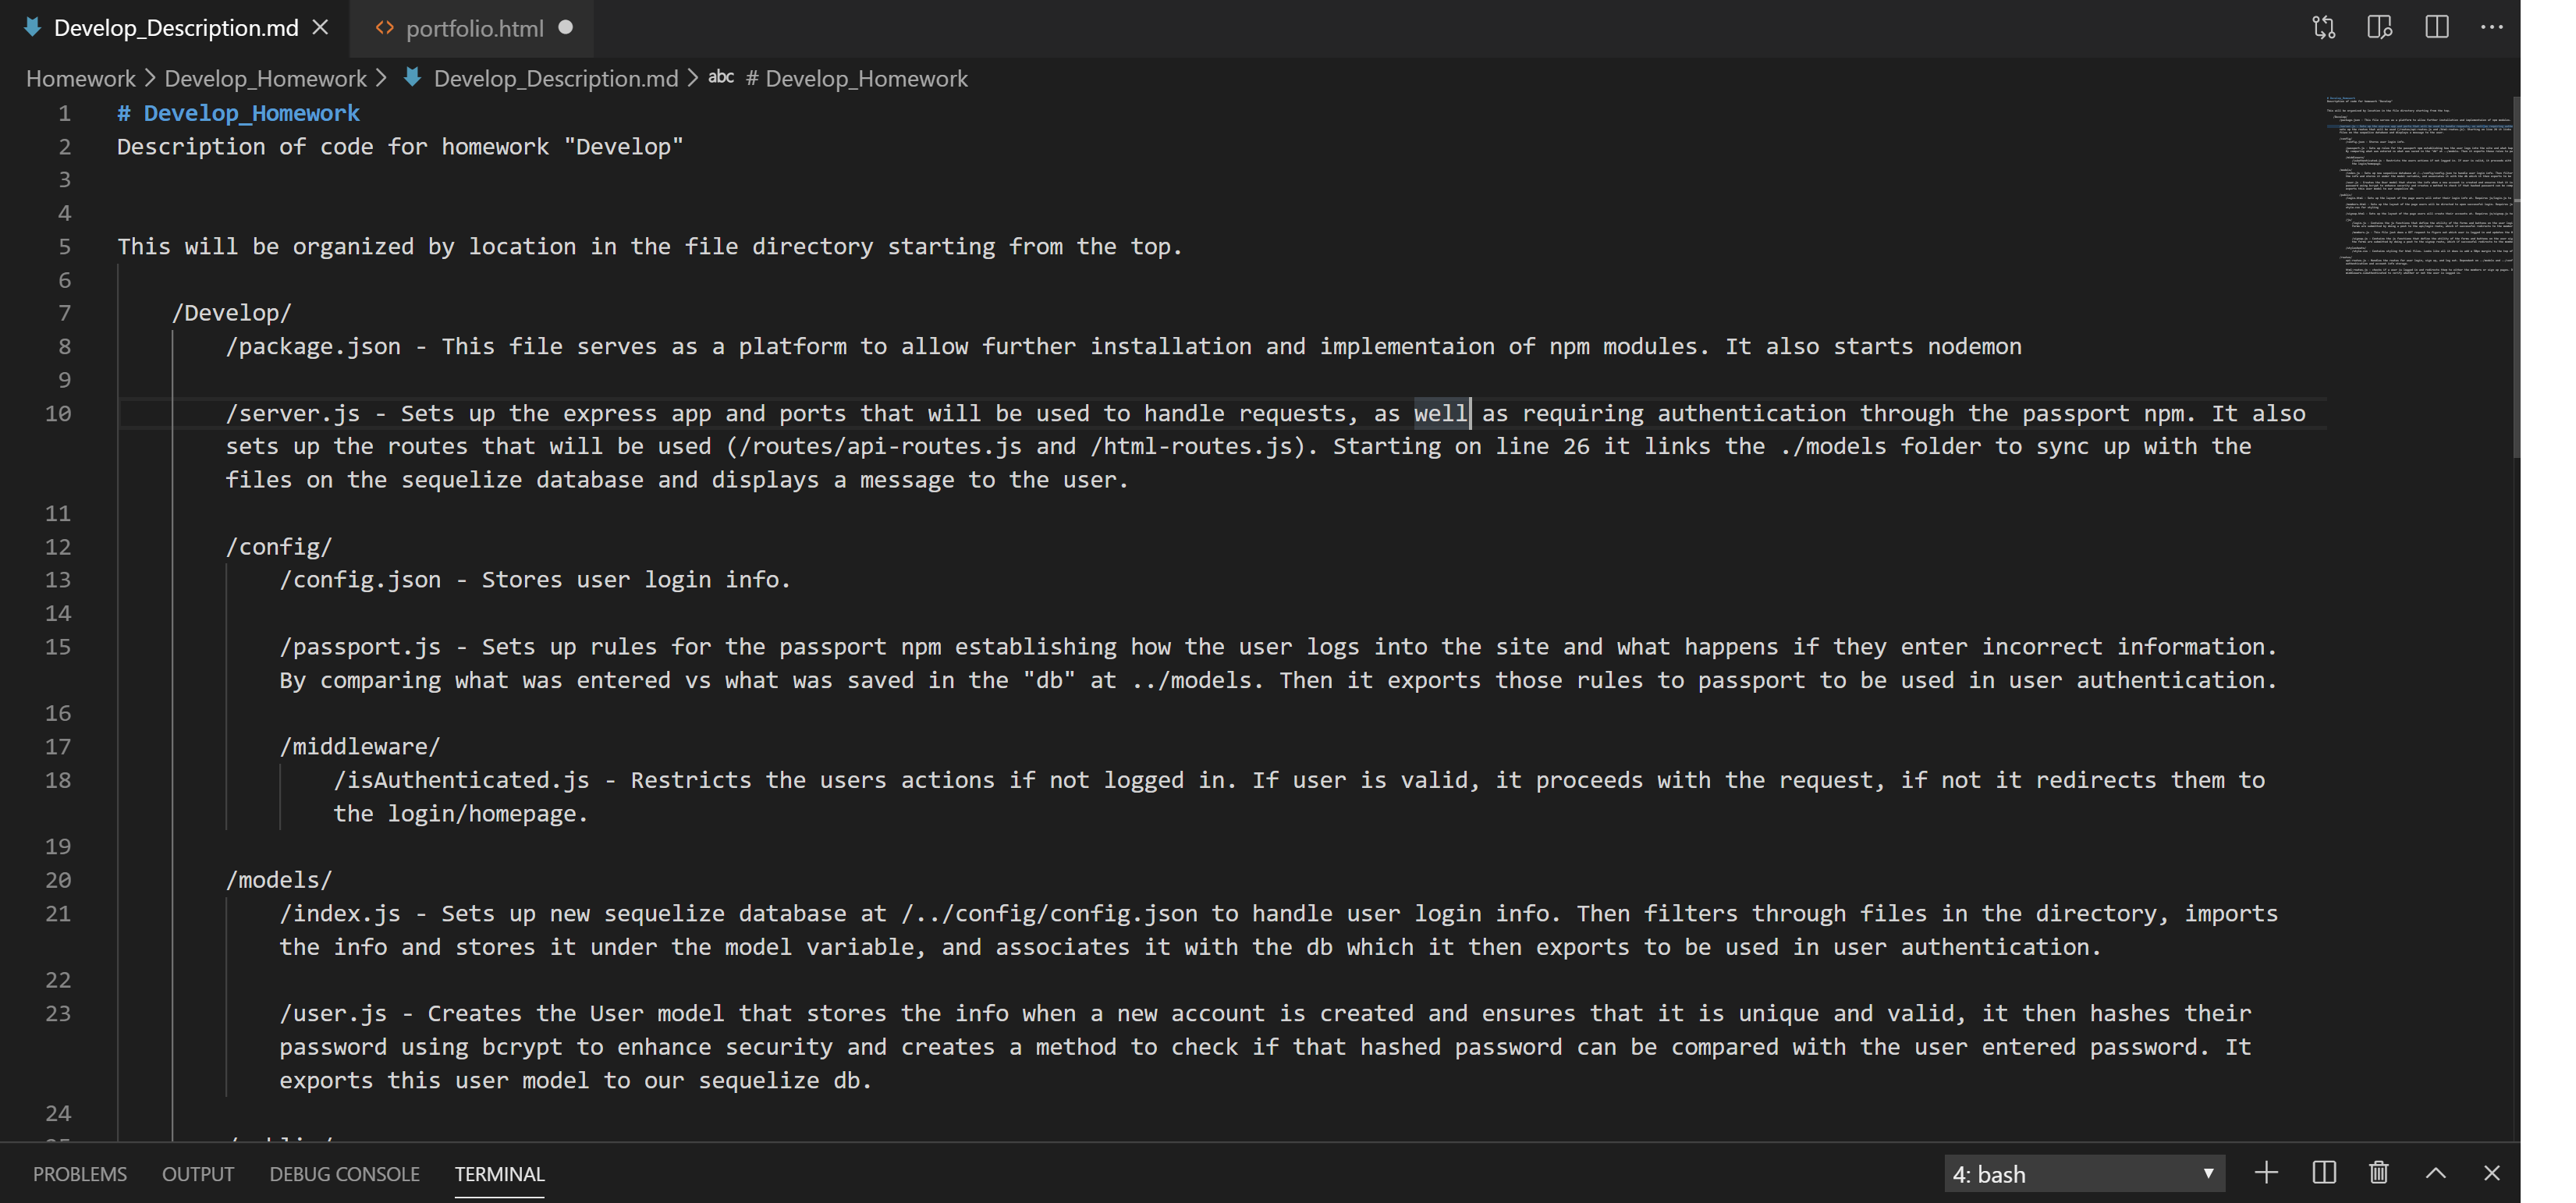 Develop_Description.md
portfolio.html
Homework > Develop_Homework > Develop_Description.md > abc # Develop_Homework
1 # Develop_Homework
2 Description of code for homework "Develop"
3
4
5 This will be organized by location in the file directory starting from the top.
6
7 /Develop/
8 /package.json - This file serves as a platform to allow further installation and implementaion of npm modules. It also starts nodemon
9
10 /server.js - Sets up the express app and ports that will be used to handle requests, as well as requiring authentication through the passport npm. It also
sets up the routes that will be used (/routes/api-routes.js and /html-routes.js). Starting on line 26 it links the ./models folder to sync up with the
files on the sequelize database and displays a message to the user.
11
12 /config/
13 /config.json - Stores user login info.
14
15 /passport.js - Sets up rules for the passport npm establishing how the user logs into the site and what happens if they enter incorrect information.
By comparing what was entered vs what was saved in the "db" at ../models. Then it exports those rules to passport to be used in user authentication.
16
17 /middleware/
18 /isAuthenticated.js - Restricts the users actions if not logged in. If user is valid, it proceeds with the request, if not it redirects them to
the login/homepage.
19
20 /models/
21 /index.js - Sets up new sequelize database at /../config/config.json to handle user login info. Then filters through files in the directory, imports
the info and stores it under the model variable, and associates it with the db which it then exports to be used in user authentication.
22
23 /user.js - Creates the User model that stores the info when a new account is created and ensures that it is unique and valid, it then hashes their
password using bcrypt to enhance security and creates a method to check if that hashed password can be compared with the user entered password. It
exports this user model to our sequelize db.
24
PROBLEMS OUTPUT DEBUG CONSOLE TERMINAL
4: bash